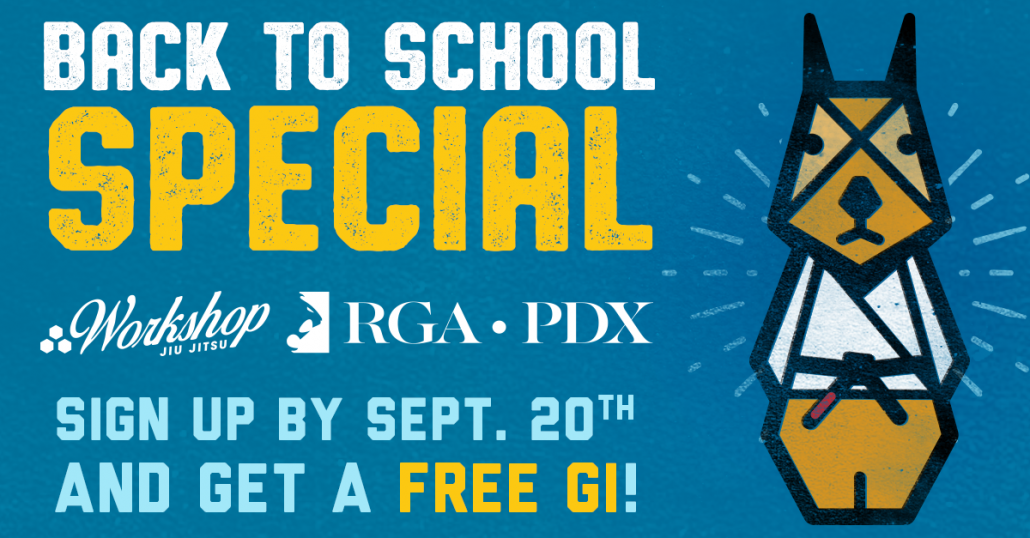 BACK TO SCHOOL
SPECIAL
Workshop JIU JITSU RGA • PDX
SIGN UP BY SEPT. 20TH
AND GET A FREE GI!